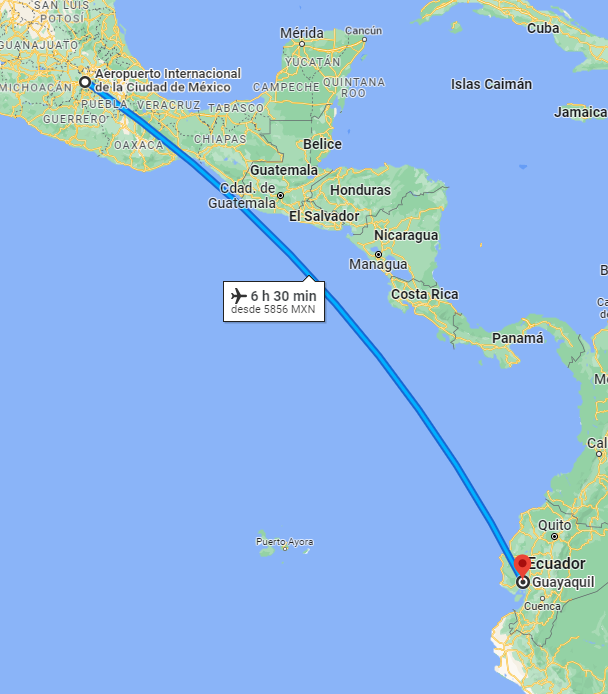 SAN LUIS
POTOSÍ
Cuba
Mérida
Cancún
GUANAJUATO
YUCATÁN
Aeropuerto Internacional
de la Ciudad de México
MICHOACÁN
CAMPECHE
QUINTANA
ROO
Islas Caimán
PUEBLA
VERACRUZ
TABASCO
Jamaica
GUERRERO
OAXACA
CHIAPAS
Belice
Guatemala
Cdad. de
Guatemala
Honduras
El Salvador
Nicaragua
Managua
6 h 30 min
desde 5856 MXN
Costa Rica
Panamá
Cal
Puerto Ayora
Quito
Ecuador
Guayaquil
Cuenca